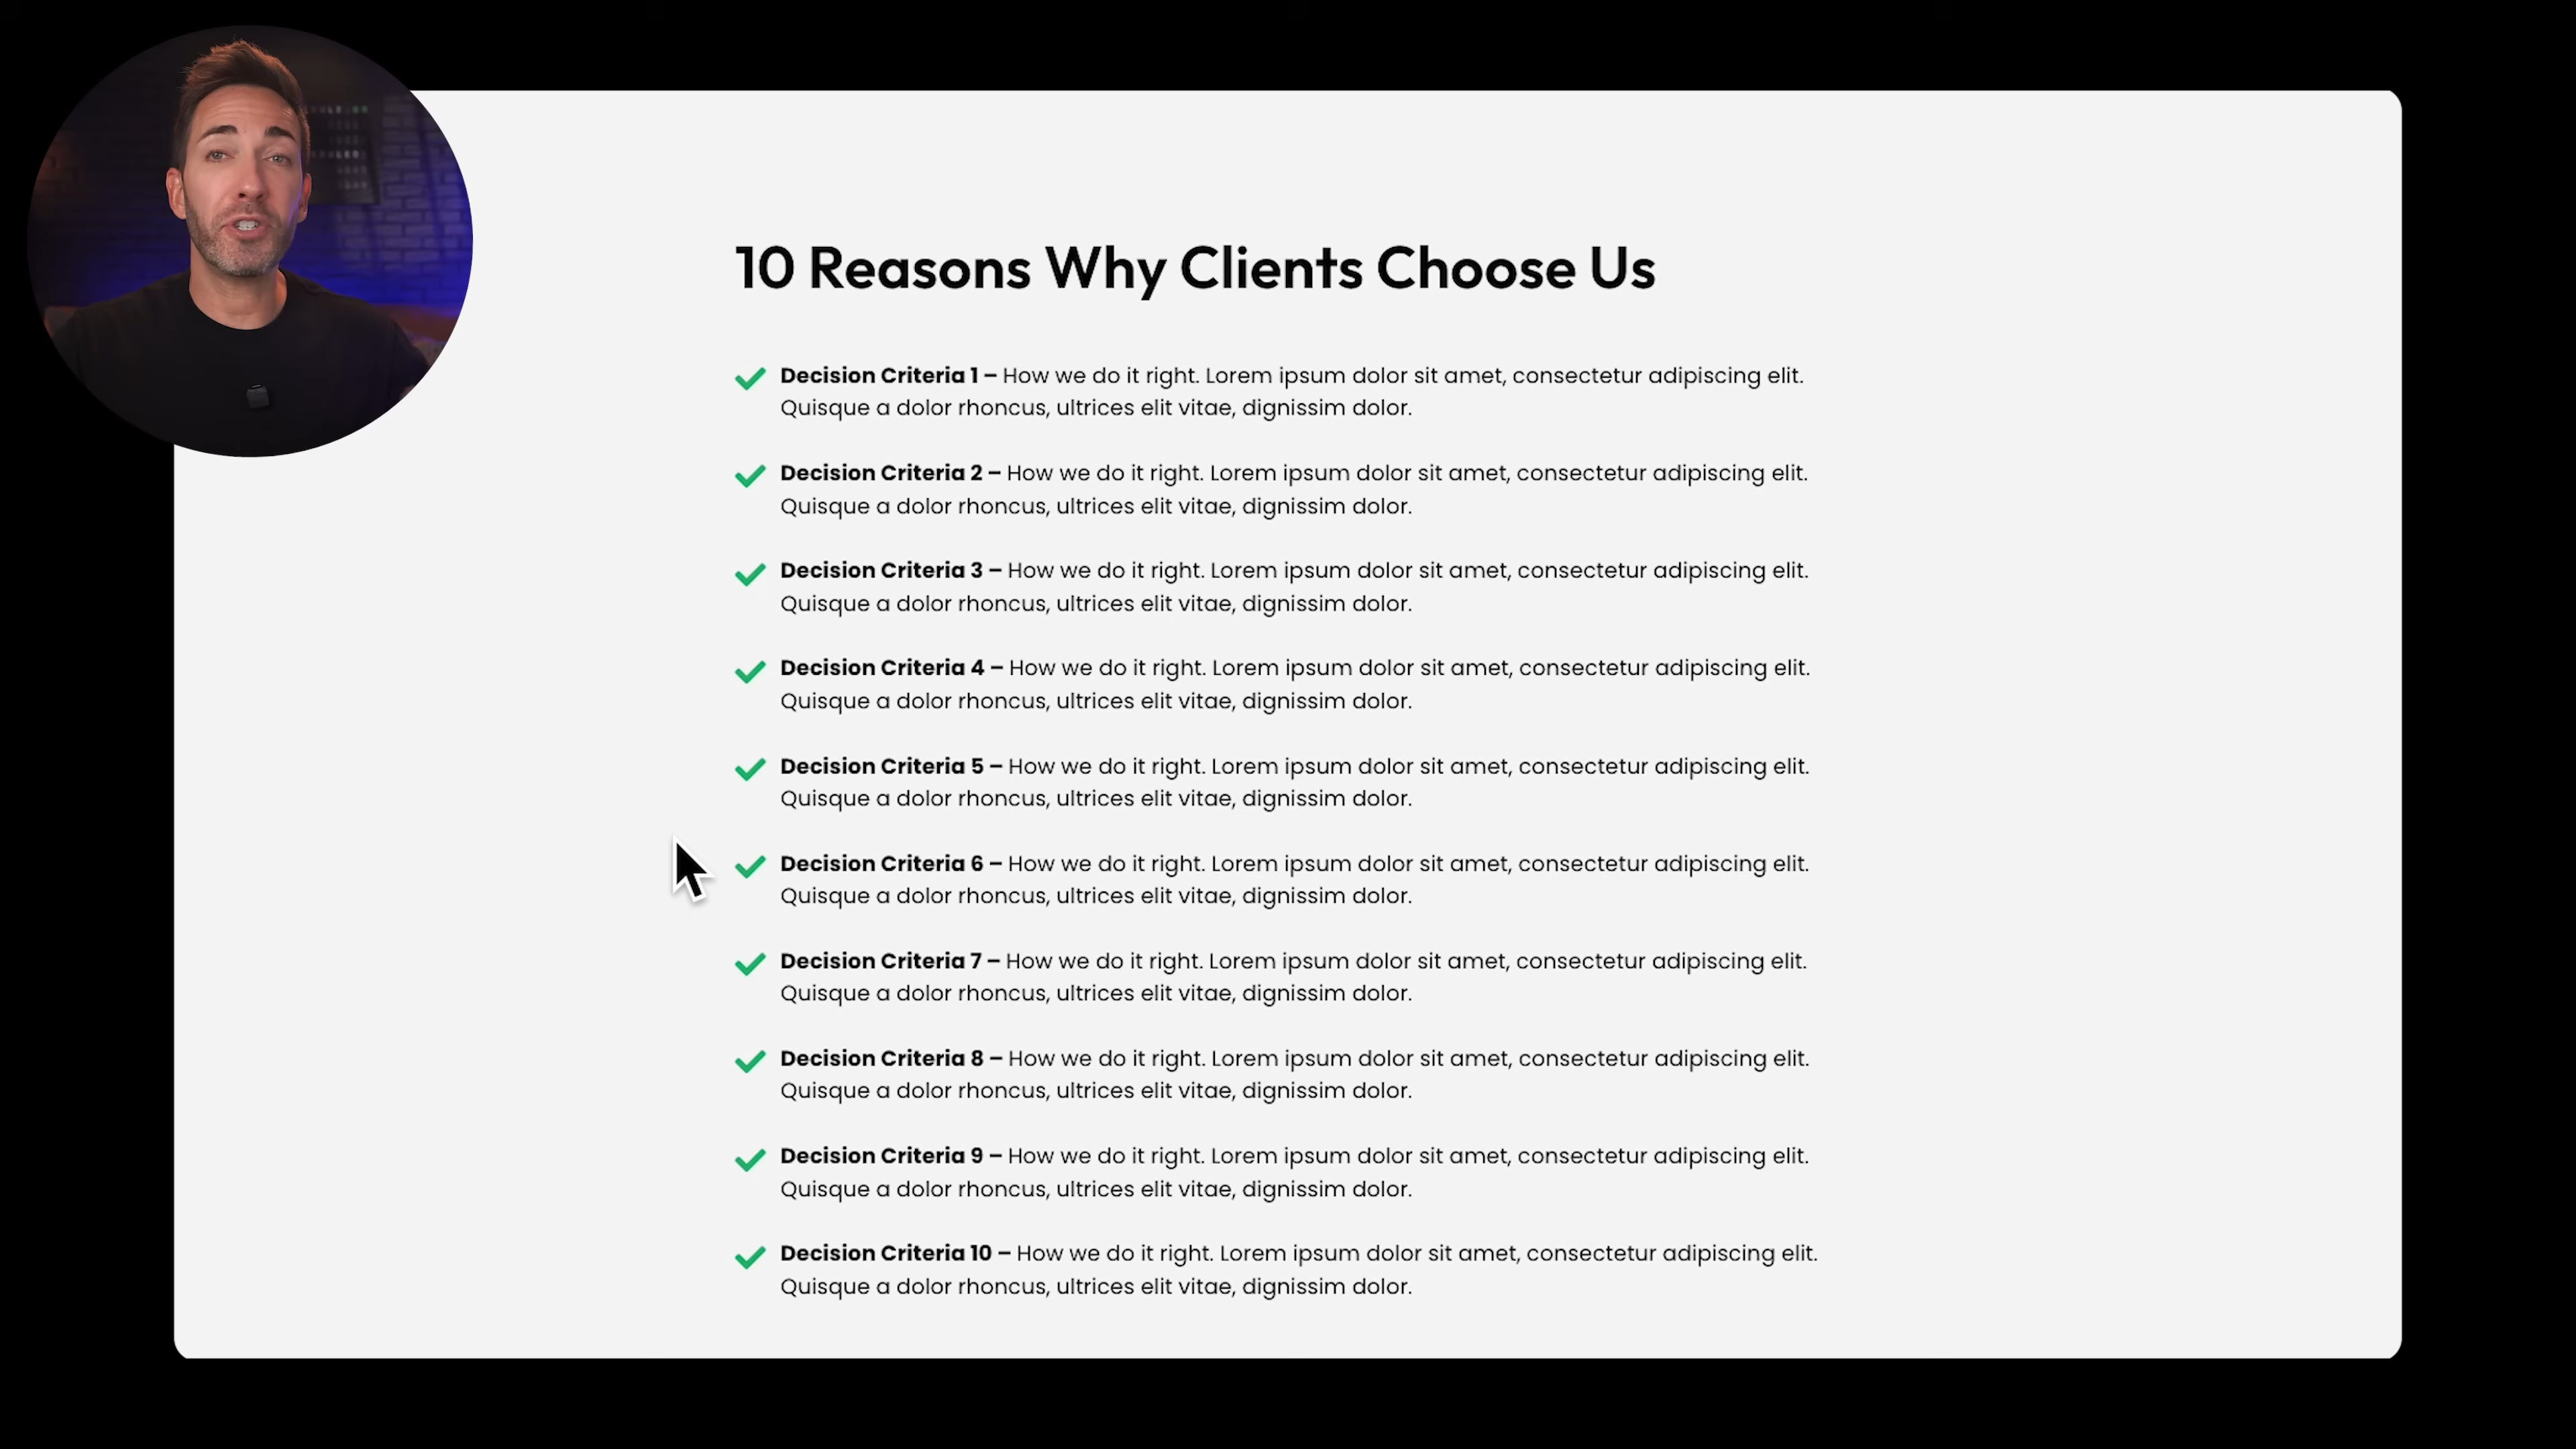 10 Reasons Why Clients Choose Us
Decision Criteria 1 – How we do it right. Lorem ipsum dolor sit amet, consectetur adipiscing elit.
Quisque a dolor rhoncus, ultrices elit vitae, dignissim dolor.
Decision Criteria 2 – How we do it right. Lorem ipsum dolor sit amet, consectetur adipiscing elit.
Quisque a dolor rhoncus, ultrices elit vitae, dignissim dolor.
Decision Criteria 3 – How we do it right. Lorem ipsum dolor sit amet, consectetur adipiscing elit.
Quisque a dolor rhoncus, ultrices elit vitae, dignissim dolor.
Decision Criteria 4 – How we do it right. Lorem ipsum dolor sit amet, consectetur adipiscing elit.
Quisque a dolor rhoncus, ultrices elit vitae, dignissim dolor.
Decision Criteria 5 – How we do it right. Lorem ipsum dolor sit amet, consectetur adipiscing elit.
Quisque a dolor rhoncus, ultrices elit vitae, dignissim dolor.
Decision Criteria 6 – How we do it right. Lorem ipsum dolor sit amet, consectetur adipiscing elit.
Quisque a dolor rhoncus, ultrices elit vitae, dignissim dolor.
Decision Criteria 7 – How we do it right. Lorem ipsum dolor sit amet, consectetur adipiscing elit.
Quisque a dolor rhoncus, ultrices elit vitae, dignissim dolor.
Decision Criteria 8 – How we do it right. Lorem ipsum dolor sit amet, consectetur adipiscing elit.
Quisque a dolor rhoncus, ultrices elit vitae, dignissim dolor.
Decision Criteria 9 – How we do it right. Lorem ipsum dolor sit amet, consectetur adipiscing elit.
Quisque a dolor rhoncus, ultrices elit vitae, dignissim dolor.
Decision Criteria 10 – How we do it right. Lorem ipsum dolor sit amet, consectetur adipiscing elit.
Quisque a dolor rhoncus, ultrices elit vitae, dignissim dolor.